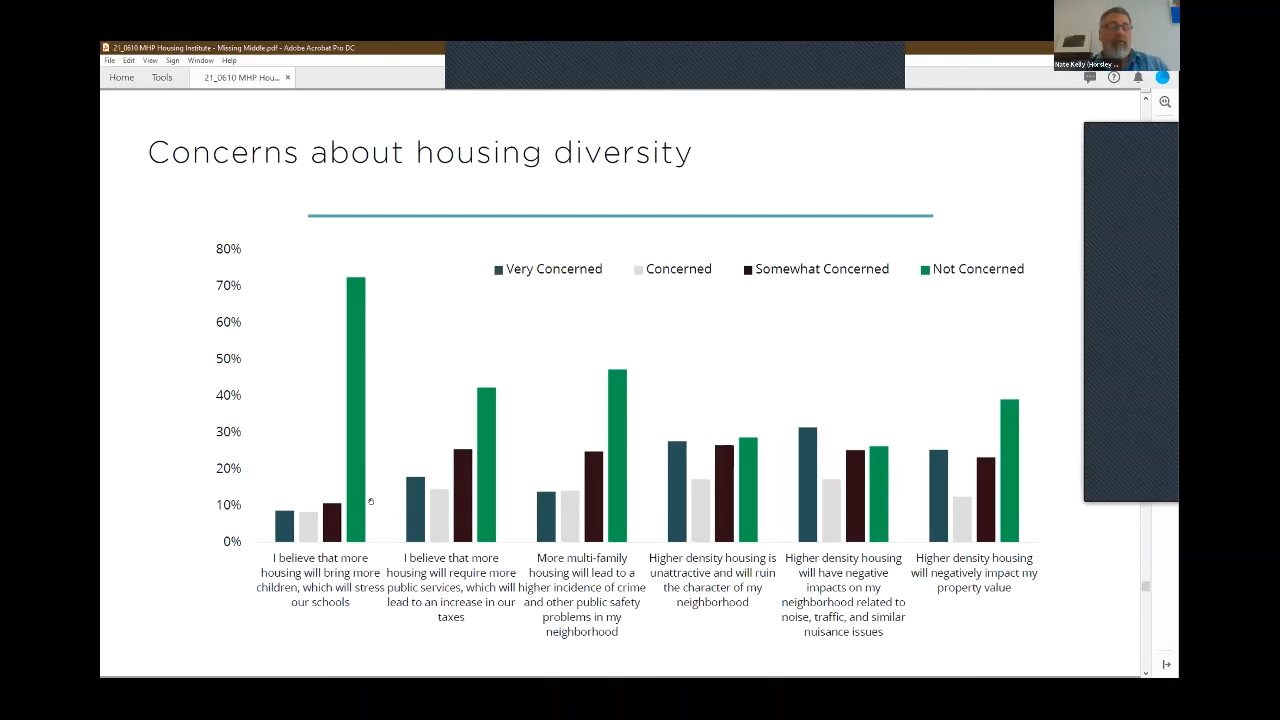 21_0610 MHP Housing Institute - Missing Middle.pdf - Adobe Acrobat Pro DC
File Edit View Sign Window Help
Home Tools 21_0610 MHP Hou... ×
Nate Kelly (Horsley ...
Concerns about housing diversity
Very Concerned Concerned Somewhat Concerned Not Concerned
80%
70%
60%
50%
40%
30%
20%
10%
0%
I believe that more
housing will bring more
children, which will stress
our schools
I believe that more
housing will require more
public services, which will
lead to an increase in our
taxes
More multi-family
housing will lead to a
higher incidence of crime
and other public safety
problems in my
neighborhood
Higher density housing is
unattractive and will ruin
the character of my
neighborhood
Higher density housing
will have negative
impacts on my
neighborhood related to
noise, traffic, and similar
nuisance issues
Higher density housing
will negatively impact my
property value